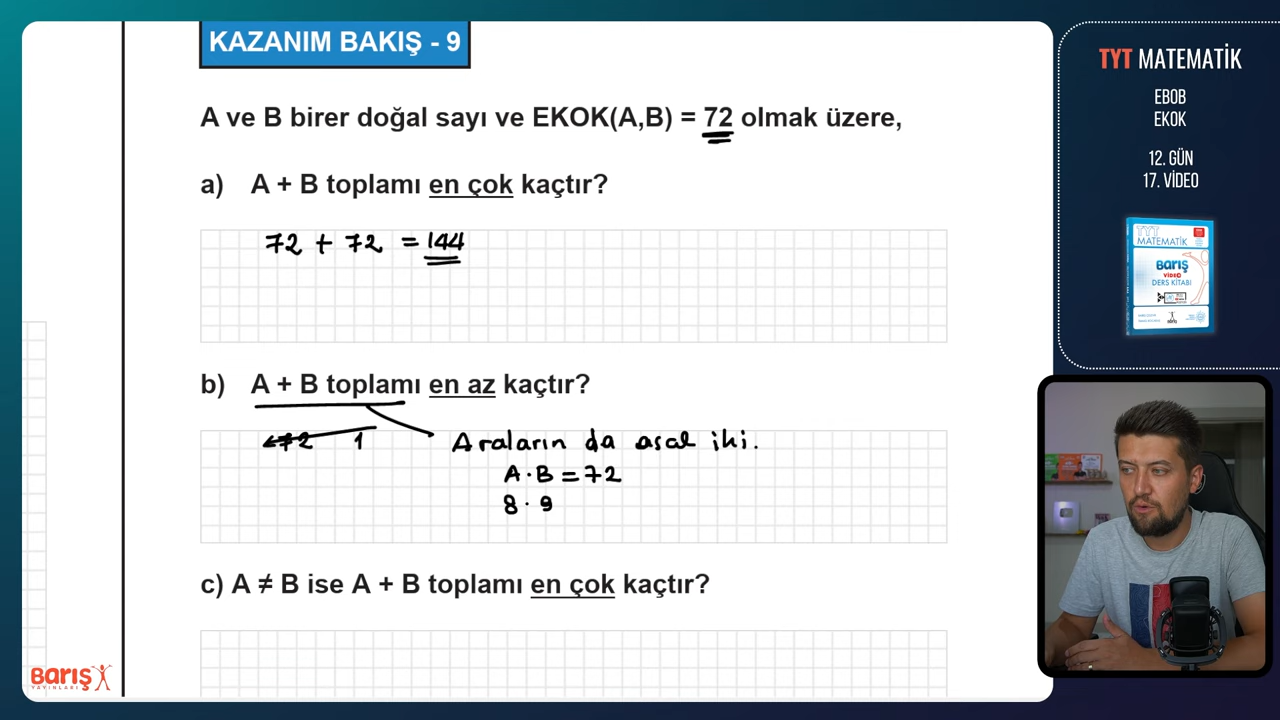 KAZANIM BAKIŞ - 9
A ve B birer doğal sayı ve EKOK(A,B) = 72 olmak üzere,
a) A + B toplamı en çok kaçtır?
72 + 72 = 144
b) A + B toplamı en az kaçtır?
72 1
Araların da asal iki.
A · B = 72
8 · 9
c) A ≠ B ise A + B toplamı en çok kaçtır?
BARIŞ
YAYINLARI
TYT MATEMATİK
EBOB
EKOK
12. GÜN
17. VİDEO
TYT
MATEMATİK
BARIŞ
VİDEO
DERS KİTABI